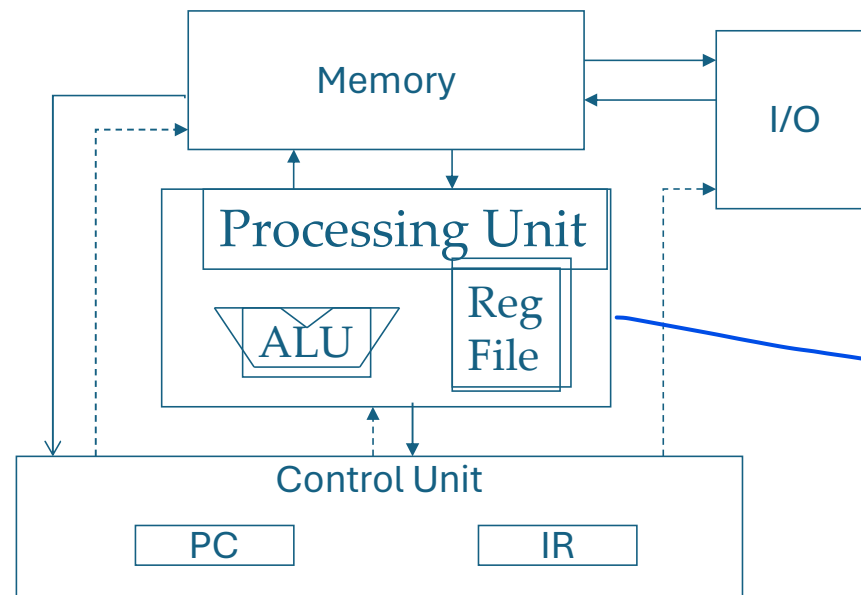 Memory
I/O
Processing Unit
ALU
Reg
File
Control Unit
PC
IR